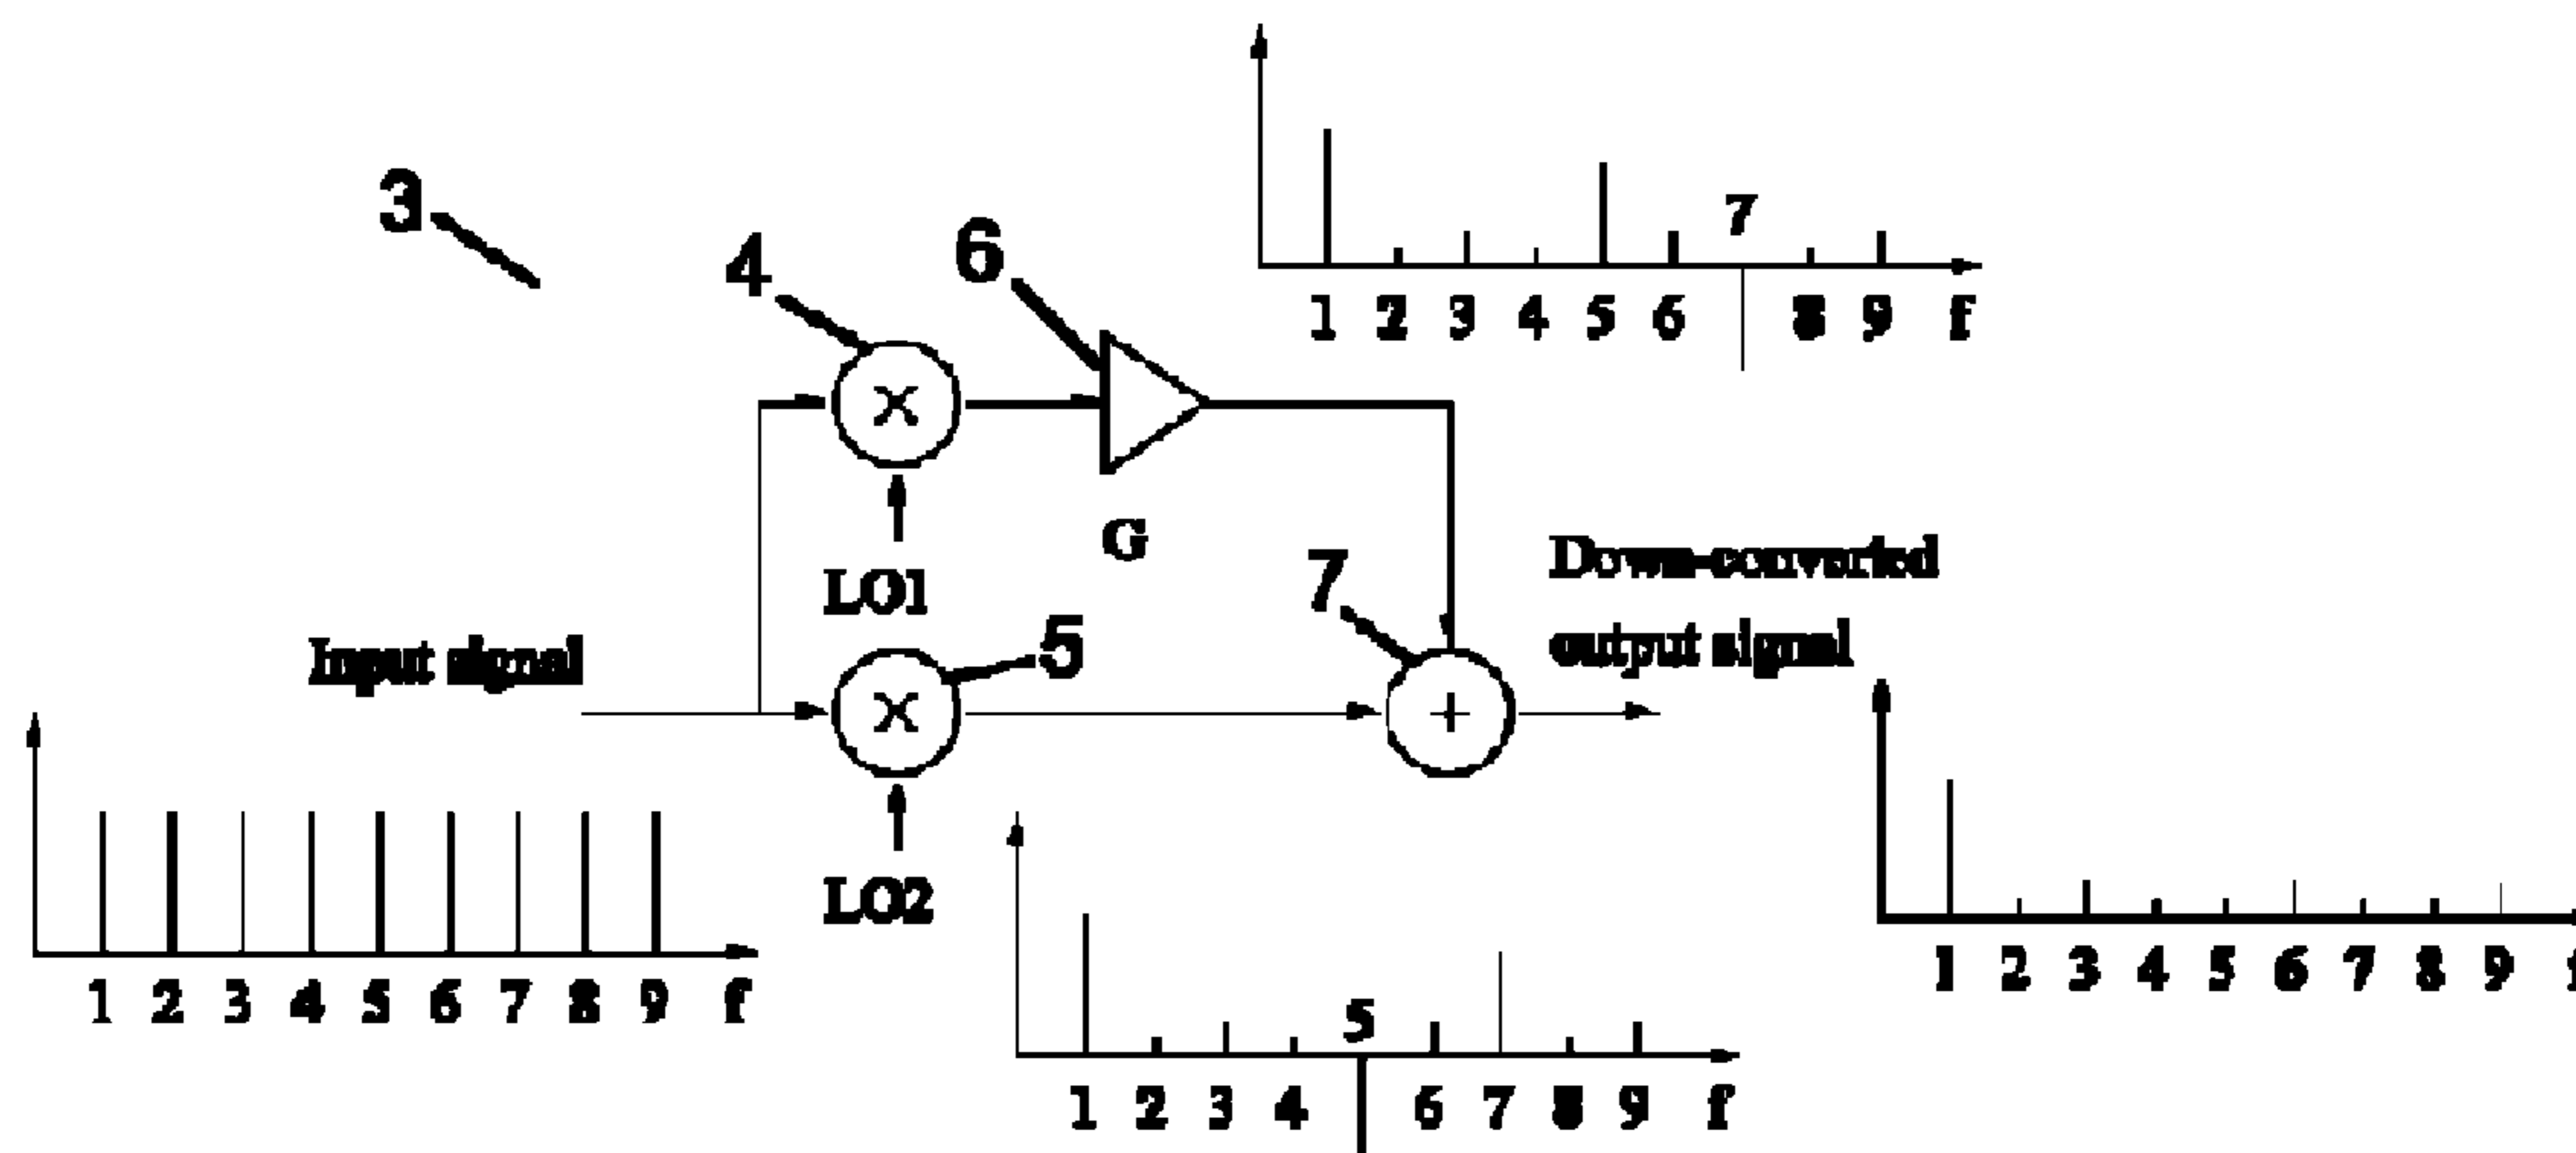 3
4
6
7
1 2 3 4 5 6 8 9 f
G
LO1
7
Down-converted
output signal
Input signal
5
LO2
1 2 3 4 5 6 7 8 9 f
5
1 2 3 4 6 7 8 9 f
1 2 3 4 5 6 7 8 9 f